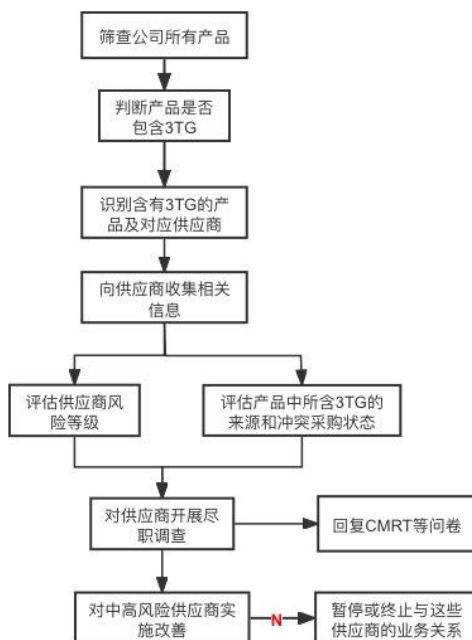 筛查公司所有产品
判断产品是否
包含3TG
识别含有3TG的产
品及对应供应商
向供应商收集相关
信息
评估供应商风
险等级
评估产品中所含3TG的
来源和冲突采购状态
对供应商开展尽
职调查
回复CMRT等问卷
对中高风险供应商实
施改善
N
暂停或终止与这些
供应商的业务关系